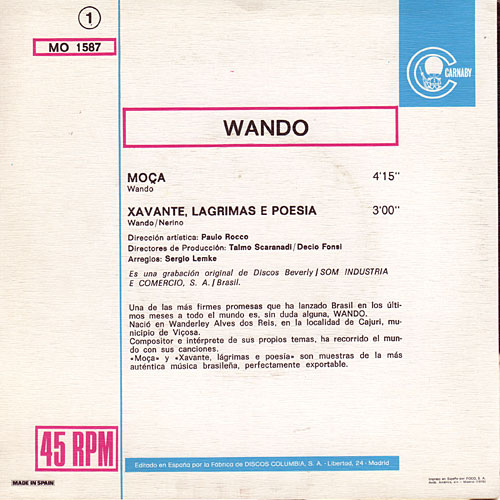 1
MO 1587
CARNABY
WANDO
MOÇA 4'15"
Wando
XAVANTE, LAGRIMAS E POESIA 3'00"
Wando/Nerino
Dirección artística: Paulo Rocco
Directores de Producción: Talmo Scaranadi/Decio Fonsi
Arreglos: Sergio Lemke
Es una grabación original de Discos Beverly/SOM INDUSTRIA
E COMERCIO, S. A./Brasil.
Una de las más firmes promesas que ha lanzado Brasil en los últi-
mos meses a todo el mundo es, sin duda alguna, WANDO.
Nació en Wanderley Alves dos Reis, en la localidad de Cajuri, mu-
nicipio de Viçosa.
Compositor e intérprete de sus propios temas, ha recorrido el mun-
do con sus canciones.
«Moça» y «Xavante, lágrimas e poesía» son muestras de la más
auténtica música brasileña, perfectamente exportable.
45 RPM
MADE IN SPAIN
Editado en España por la Fábrica de DISCOS COLUMBIA, S. A. - Libertad, 24 - Madrid
Impreso en España por